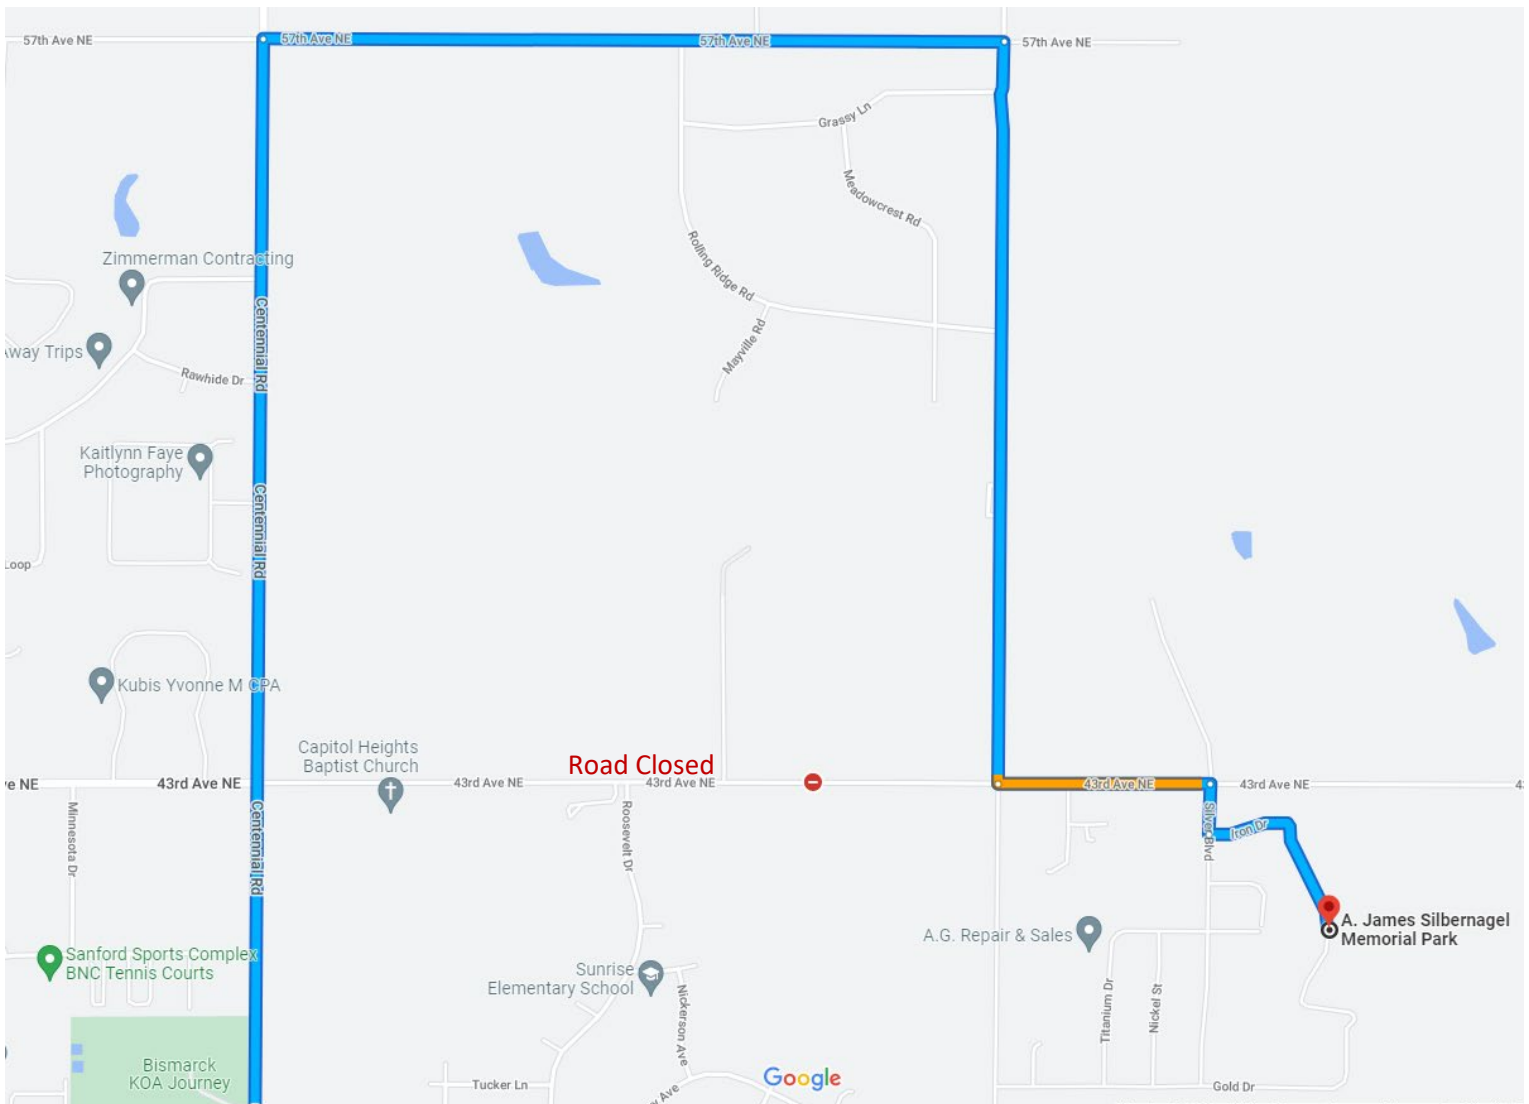 57th Ave NE
57th Ave NE
57th Ave NE
57th Ave NE
Grassy Ln
Meadowcrest Rd
Rolfing Ridge Rd
Mayville Rd
Zimmerman Contracting
Centennial Rd
Away Trips
Rawhide Dr
Kaitlynn Faye
Photography
Centennial Rd
Loop
Kubis Yvonne M CPA
Capitol Heights
Baptist Church
Road Closed
e NE
43rd Ave NE
43rd Ave NE
43rd Ave NE
43rd Ave NE
43rd Ave NE
Minnesota Dr
Centennial Rd
Roosevelt Dr
Silver Blvd
Iron Dr
A. James Silbernagel
Memorial Park
A.G. Repair & Sales
Sanford Sports Complex
BNC Tennis Courts
Sunrise
Elementary School
Nickerson Ave
Titanium Dr
Nickel St
Bismarck
KOA Journey
Tucker Ln
Ave
Google
Gold Dr